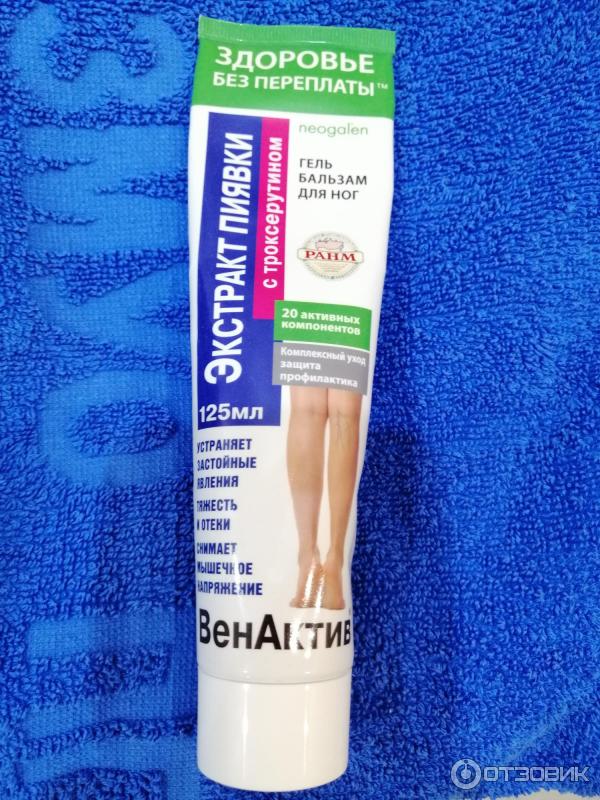 ЗДОРОВЬЕ
БЕЗ ПЕРЕПЛАТЫ™
neogalen
ГЕЛЬ
БАЛЬЗАМ
ДЛЯ НОГ
ЭКСТРАКТ ПИЯВКИ
с троксерутином
РАНМ
20 активных
компонентов
Комплексный уход
защита
профилактика
125мл
УСТРАНЯЕТ
ЗАСТОЙНЫЕ
ЯВЛЕНИЯ
ТЯЖЕСТЬ
И ОТЕКИ
СНИМАЕТ
МЫШЕЧНОЕ
НАПРЯЖЕНИЕ
ВенАктив
ОТЗОВИК